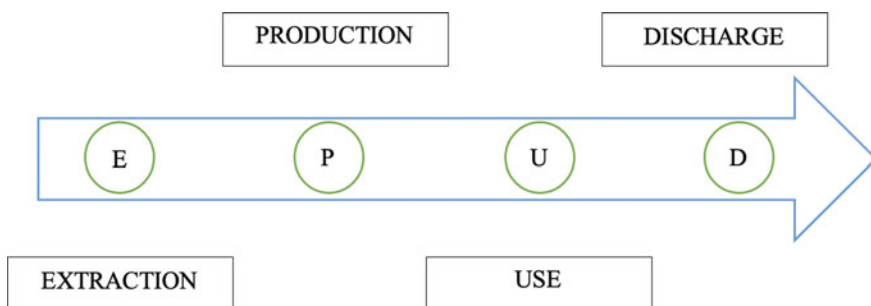 PRODUCTION
DISCHARGE
E
P
U
D
EXTRACTION
USE